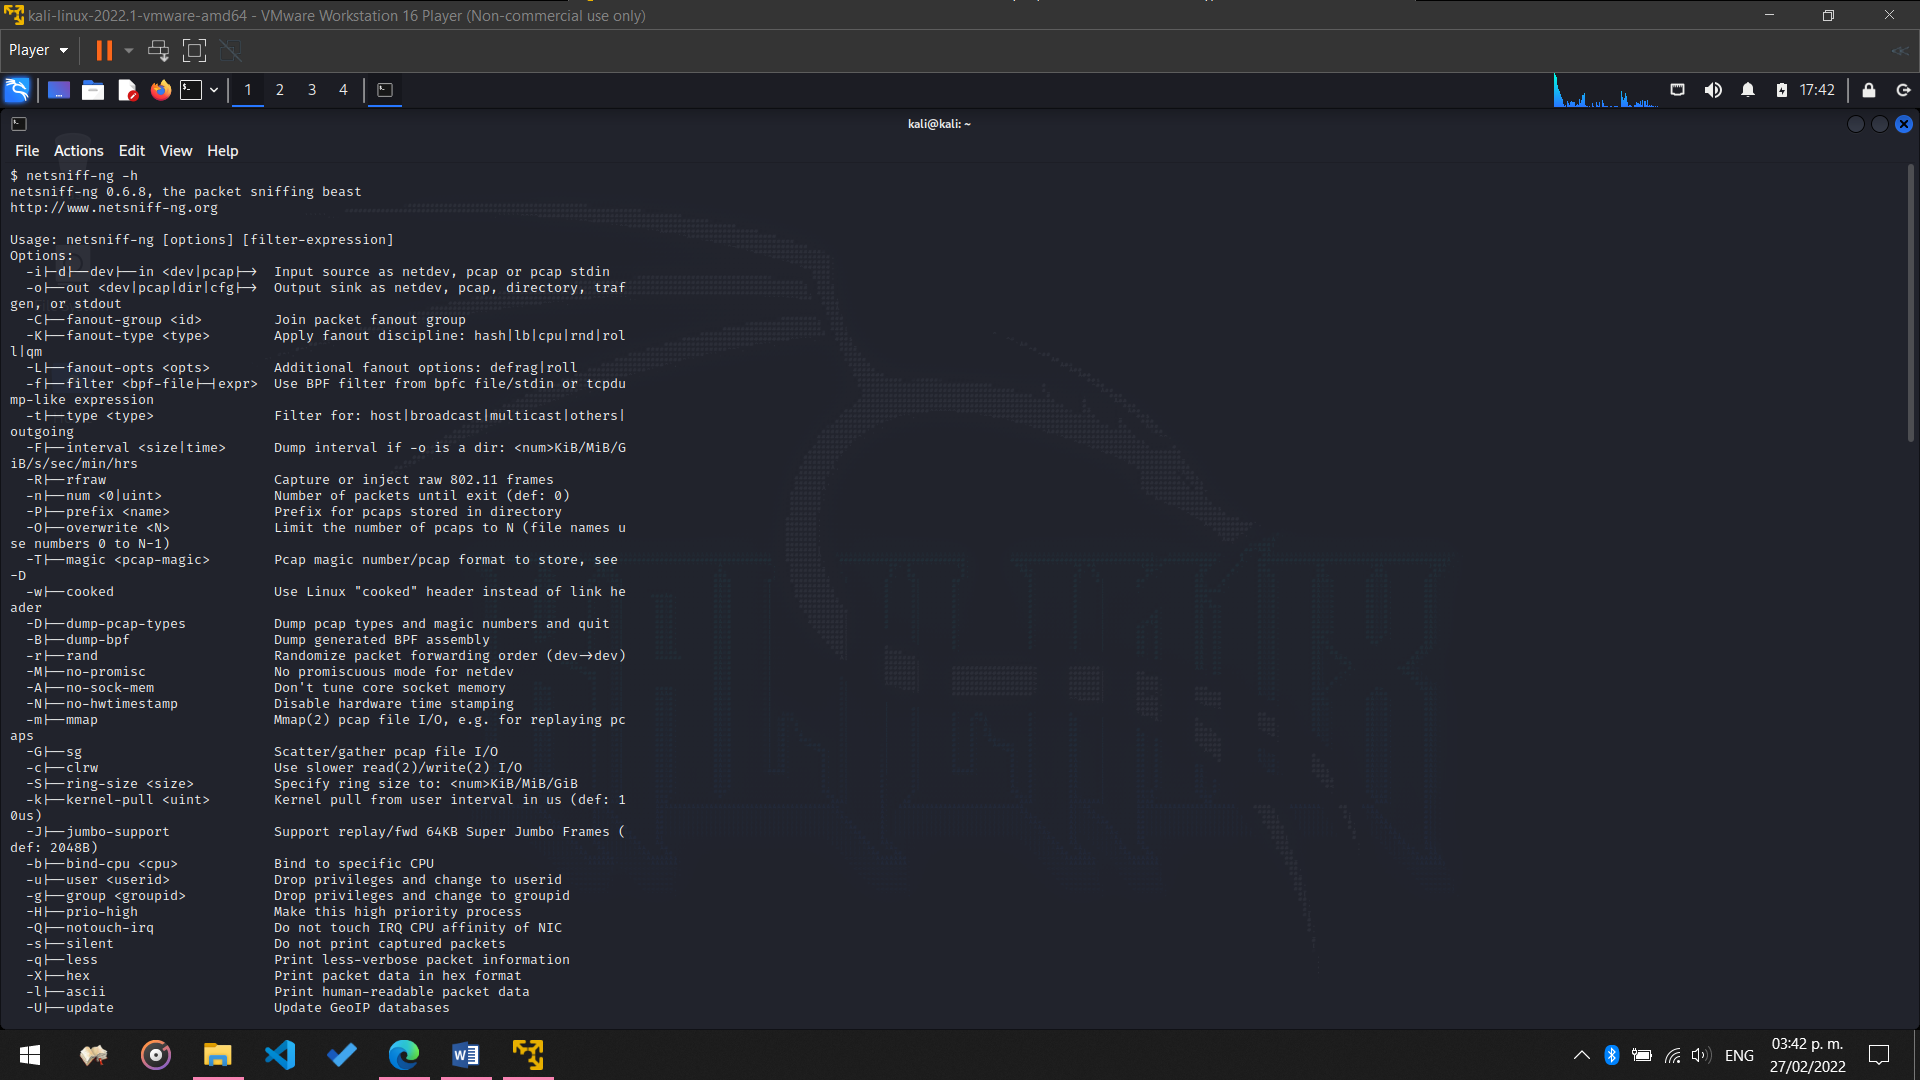 kali-linux-2022.1-vmware-amd64 - VMware Workstation 16 Player (Non-commercial use only)
Player
1 2 3 4 17:42
kali@kali: ~
File Actions Edit View Help
$ netsniff-ng -h
netsniff-ng 0.6.8, the packet sniffing beast
http://www.netsniff-ng.org
Usage: netsniff-ng [options] [filter-expression]
Options:
-i|-d|--dev|--in <dev|pcap|-> Input source as netdev, pcap or pcap stdin
-o|--out <dev|pcap|dir|cfg|-> Output sink as netdev, pcap, directory, traf
gen, or stdout
-C|--fanout-group <id> Join packet fanout group
-K|--fanout-type <type> Apply fanout discipline: hash|lb|cpu|rnd|rol
l|qm
-L|--fanout-opts <opts> Additional fanout options: defrag|roll
-f|--filter <bpf-file|-|expr> Use BPF filter from bpfc file/stdin or tcpdu
mp-like expression
-t|--type <type> Filter for: host|broadcast|multicast|others|
outgoing
-F|--interval <size|time> Dump interval if -o is a dir: <num>KiB/MiB/G
iB/s/sec/min/hrs
-R|--rfraw Capture or inject raw 802.11 frames
-n|--num <0|uint> Number of packets until exit (def: 0)
-P|--prefix <name> Prefix for pcaps stored in directory
-O|--overwrite <N> Limit the number of pcaps to N (file names u
se numbers 0 to N-1)
-T|--magic <pcap-magic> Pcap magic number/pcap format to store, see
-D
-w|--cooked Use Linux "cooked" header instead of link he
ader
-D|--dump-pcap-types Dump pcap types and magic numbers and quit
-B|--dump-bpf Dump generated BPF assembly
-r|--rand Randomize packet forwarding order (dev->dev)
-M|--no-promisc No promiscuous mode for netdev
-A|--no-sock-mem Don't tune core socket memory
-N|--no-hwtimestamp Disable hardware time stamping
-m|--mmap Mmap(2) pcap file I/O, e.g. for replaying pc
aps
-G|--sg Scatter/gather pcap file I/O
-c|--clrw Use slower read(2)/write(2) I/O
-S|--ring-size <size> Specify ring size to: <num>KiB/MiB/GiB
-k|--kernel-pull <uint> Kernel pull from user interval in us (def: 1
0us)
-J|--jumbo-support Support replay/fwd 64KB Super Jumbo Frames (
def: 2048B)
-b|--bind-cpu <cpu> Bind to specific CPU
-u|--user <userid> Drop privileges and change to userid
-g|--group <groupid> Drop privileges and change to groupid
-H|--prio-high Make this high priority process
-Q|--notouch-irq Do not touch IRQ CPU affinity of NIC
-s|--silent Do not print captured packets
-q|--less Print less-verbose packet information
-X|--hex Print packet data in hex format
-l|--ascii Print human-readable packet data
-U|--update Update GeoIP databases
ENG
03:42 p. m.
27/02/2022